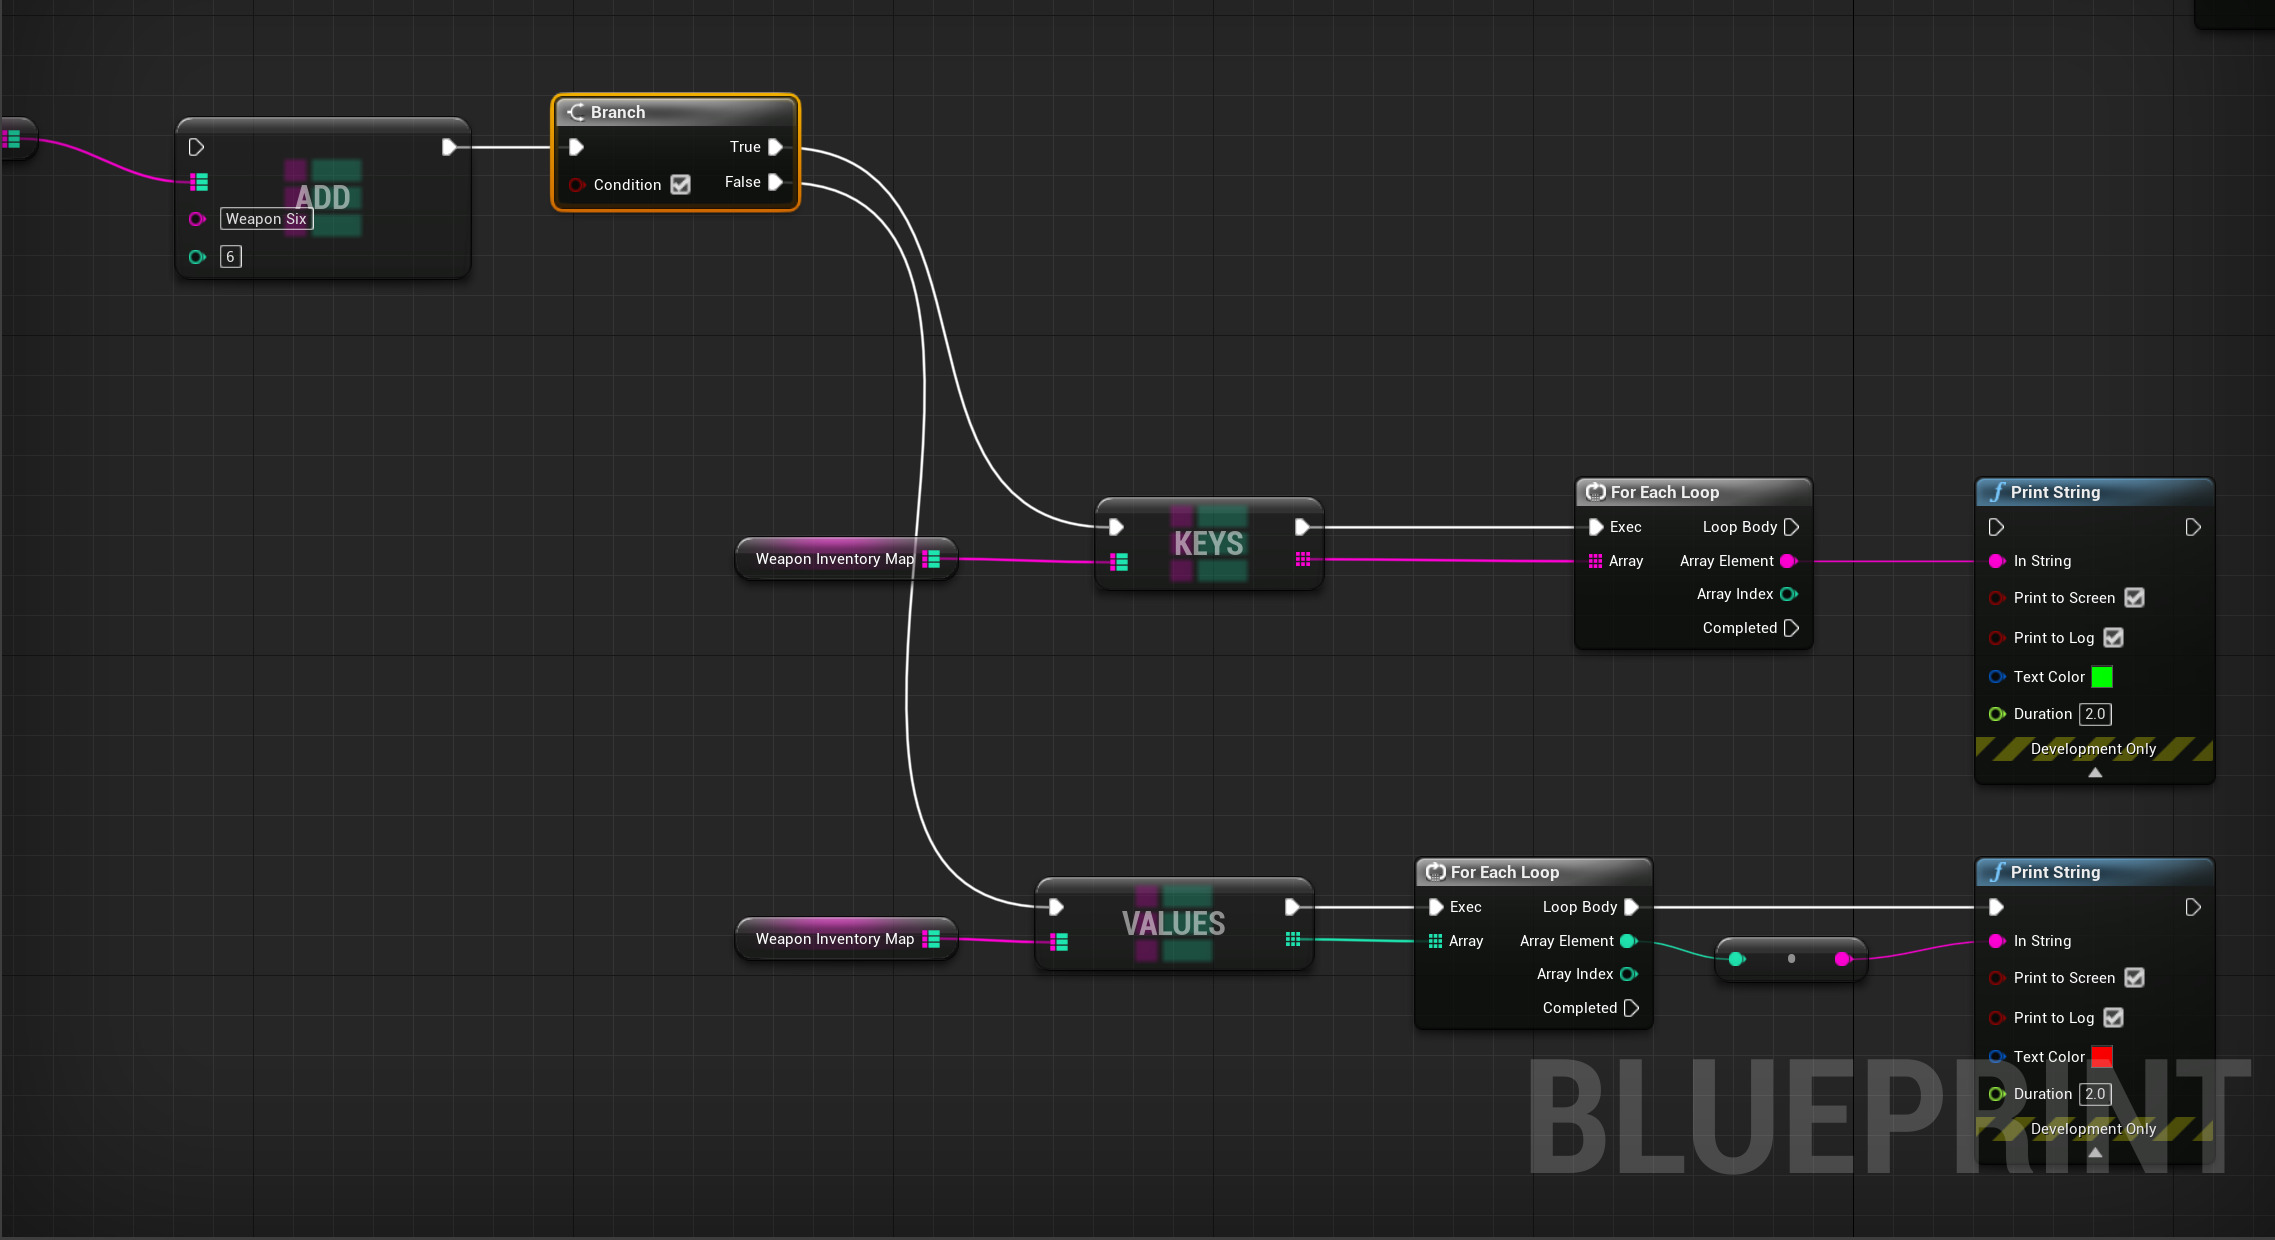 Branch
True
Condition
False
ADD
Weapon Six
6
For Each Loop
Exec
Loop Body
Array
Array Element
Array Index
Completed
Print String
In String
Print to Screen
Print to Log
Text Color
Duration 2.0
Development Only
KEYS
Weapon Inventory Map
Weapon Inventory Map
VALUES
For Each Loop
Exec
Loop Body
Array
Array Element
Array Index
Completed
Print String
In String
Print to Screen
Print to Log
Text Color
Duration 2.0
Development Only
BLUEPRINT